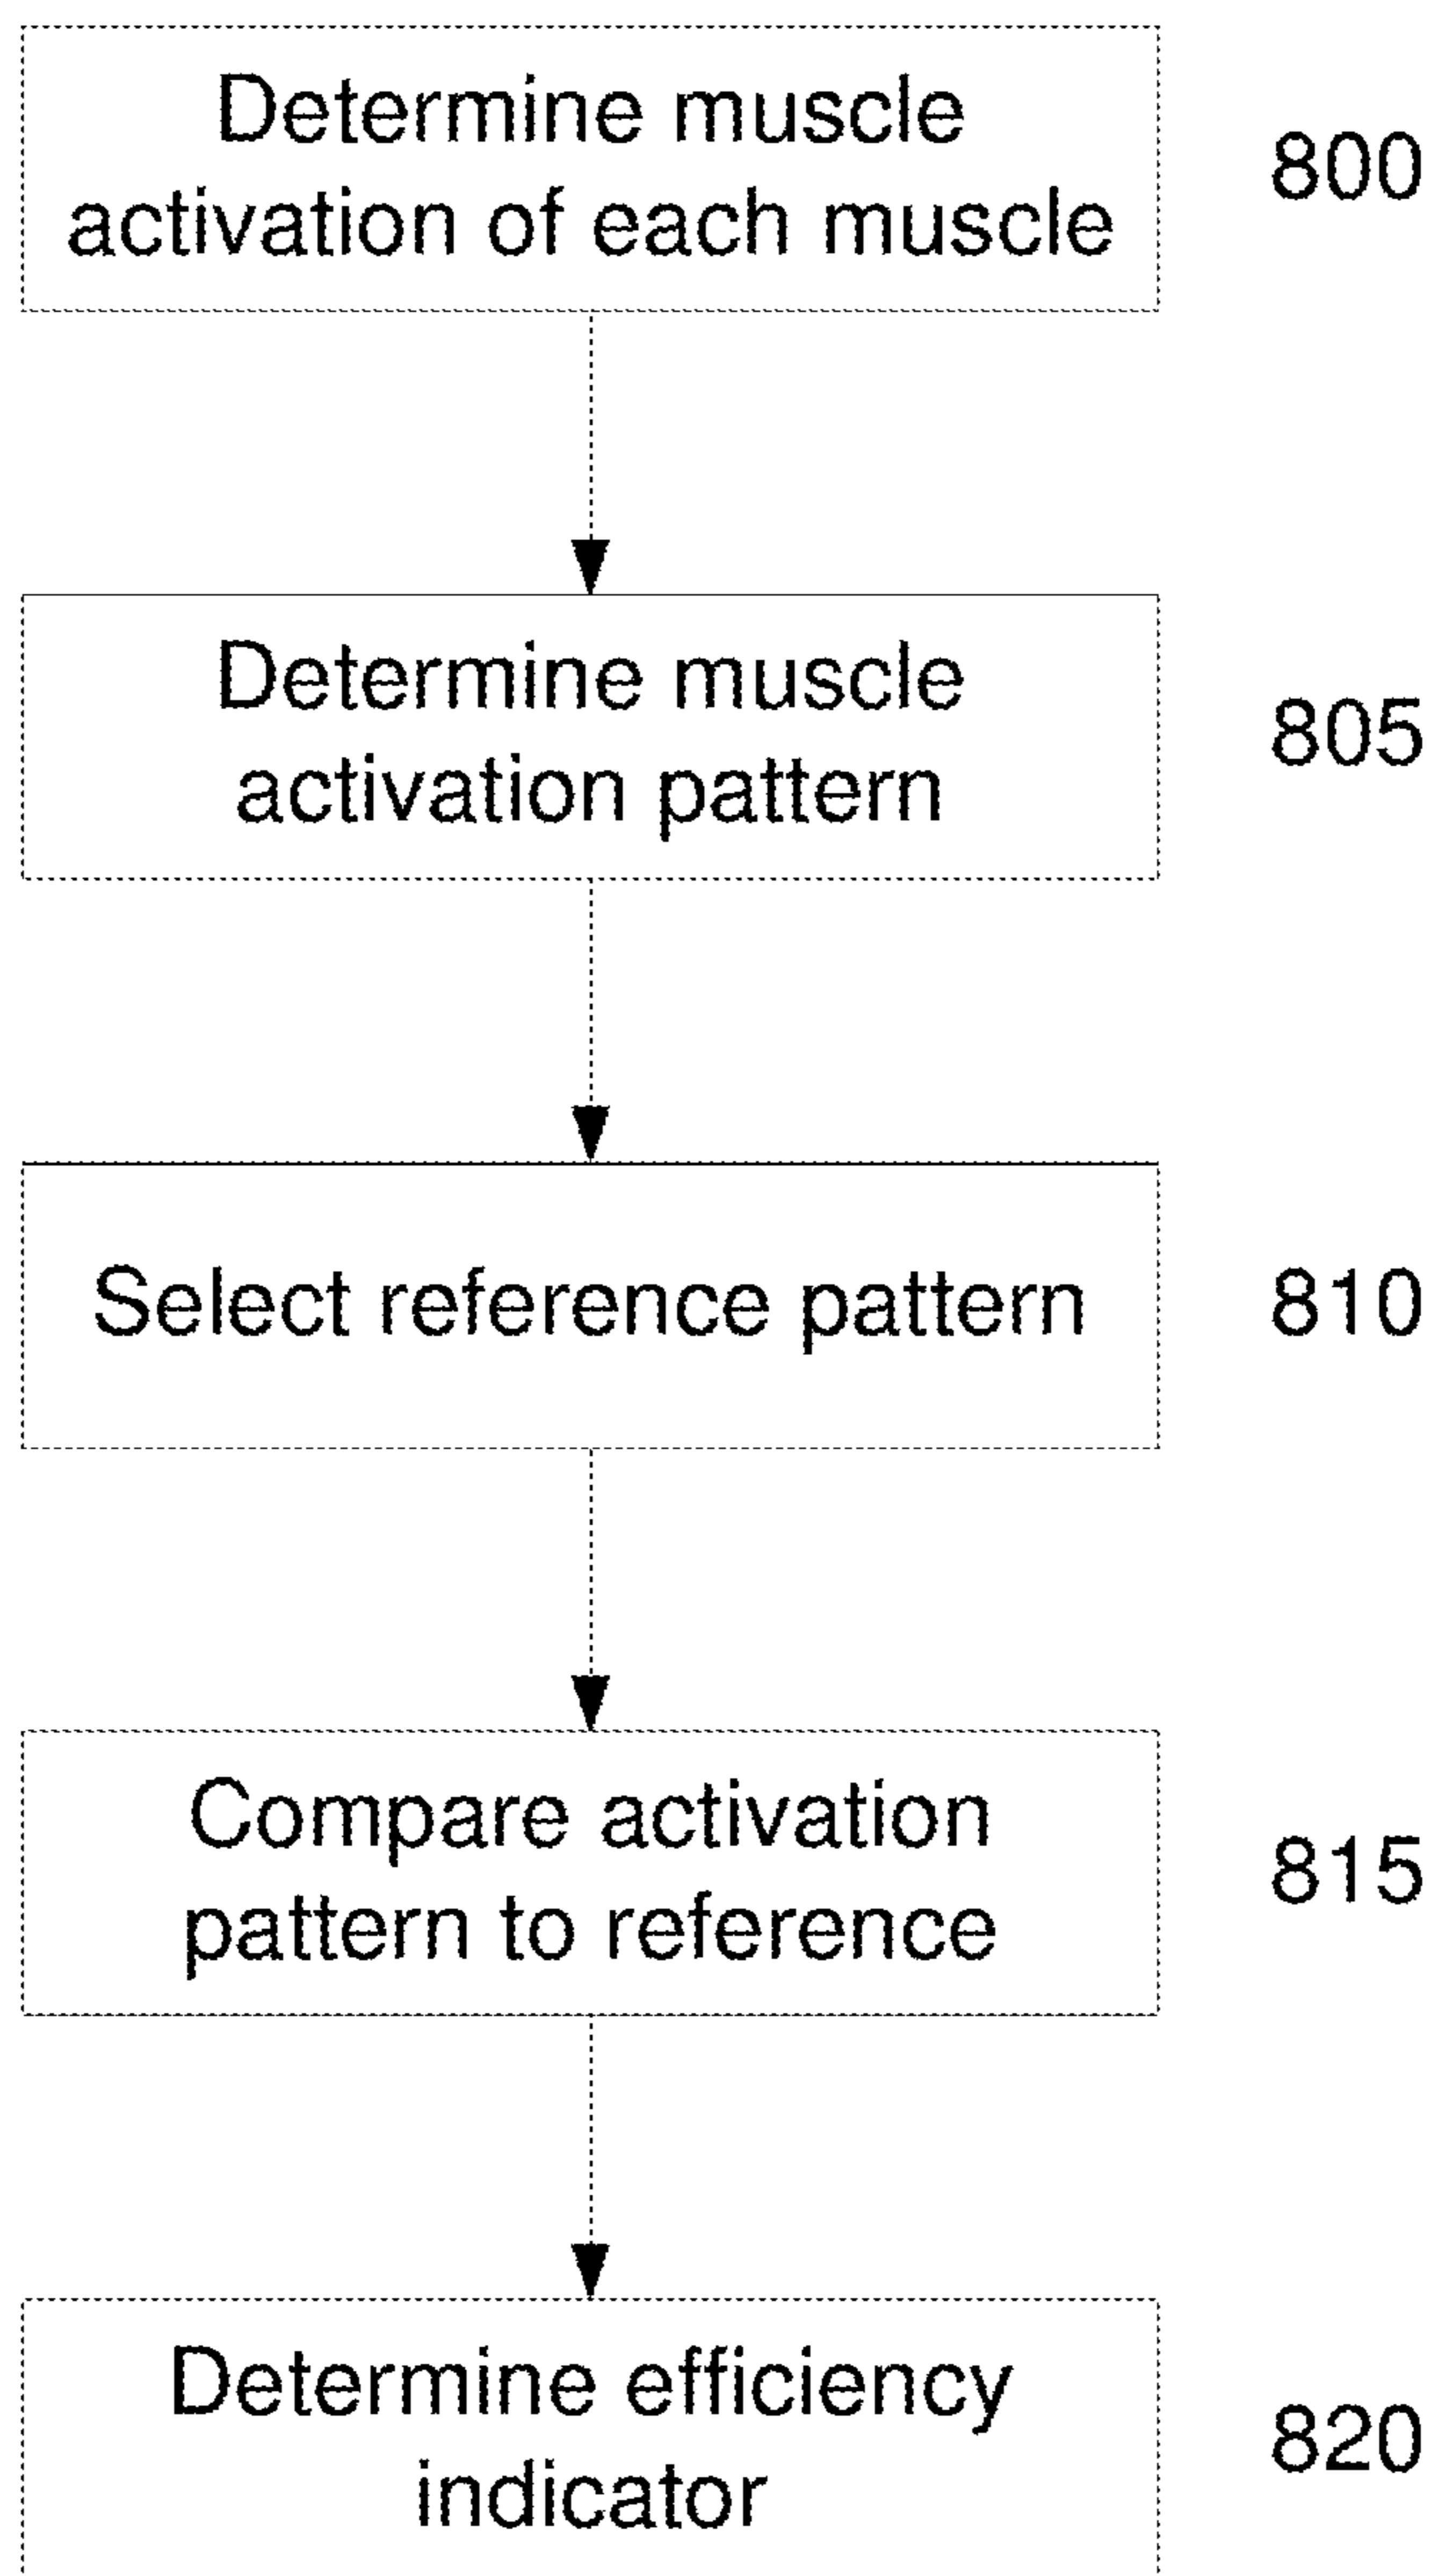 Determine muscle
activation of each muscle
800
Determine muscle
activation pattern
805
Select reference pattern
810
Compare activation
pattern to reference
815
Determine efficiency
indicator
820